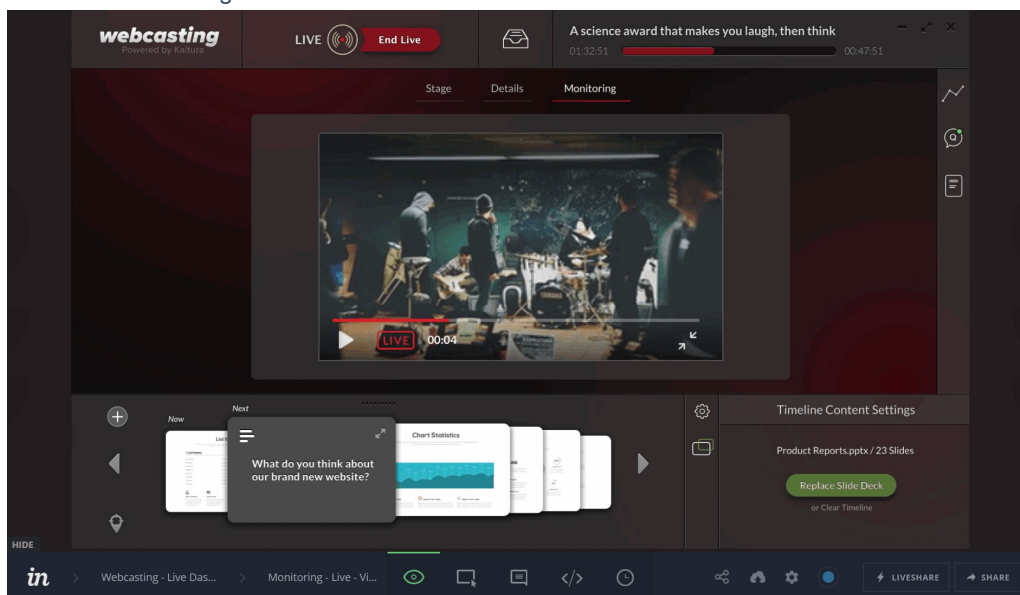 webcasting
Powered by Kaltura
LIVE
End Live
A science award that makes you laugh, then think
01:32:51
00:47:51
Stage
Details
Monitoring
Q
YAMAHA
LIVE
00:04
Now
Next
What do you think about
our brand new website?
Chart Statistics
Timeline Content Settings
Product Reports.pptx / 23 Slides
Replace Slide Deck
or Clear Timeline
HIDE
in
Webcasting - Live Das...
Monitoring - Live - Vi...
</>
LIVESHARE
SHARE